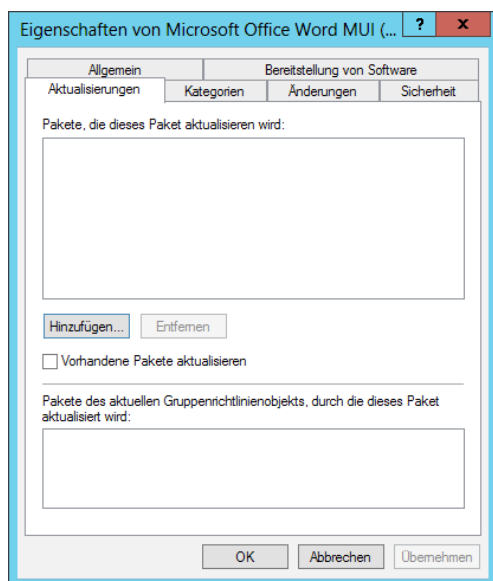 Eigenschaften von Microsoft Office Word MUI (... ? x
Allgemein Bereitstellung von Software
Aktualisierungen Kategorien Änderungen Sicherheit
Pakete, die dieses Paket aktualisieren wird:
Hinzufügen... Entfernen
Vorhandene Pakete aktualisieren
Pakete des aktuellen Gruppenrichtlinienobjekts, durch die dieses Paket
aktualisiert wird:
OK Abbrechen Übernehmen